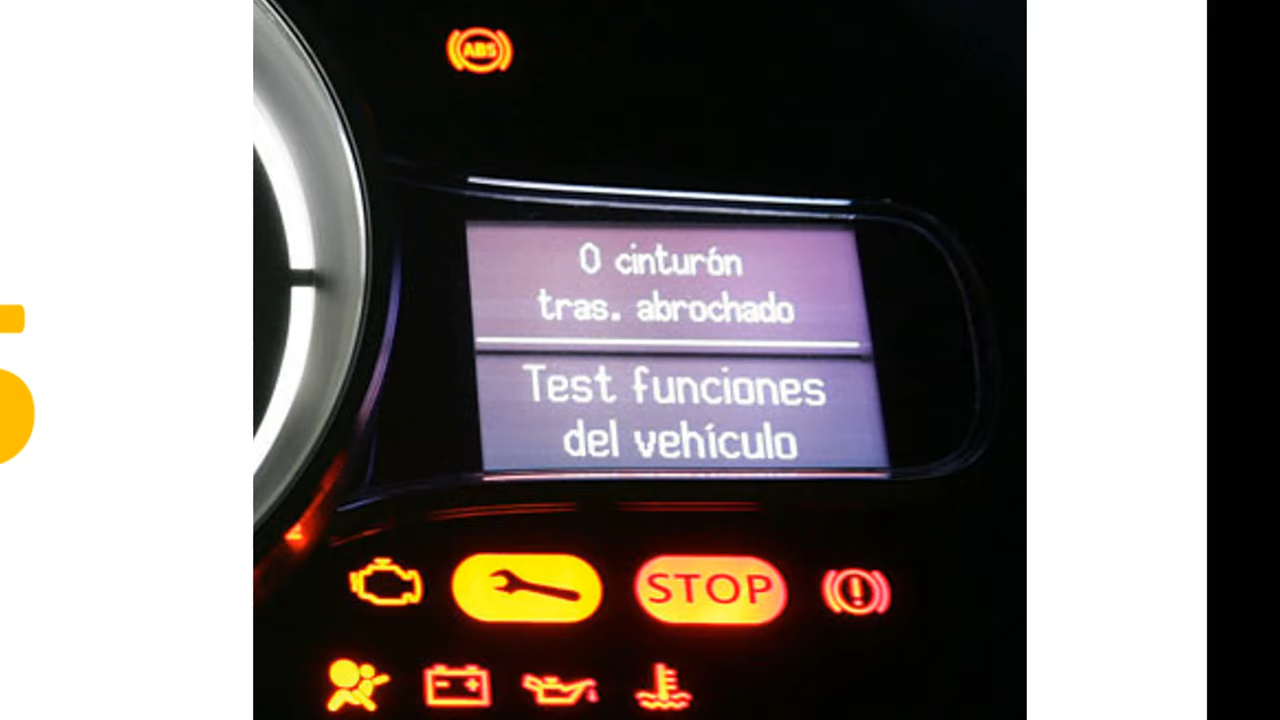 ABS
0 cinturón
tras. abrochado
Test funciones
del vehículo
STOP